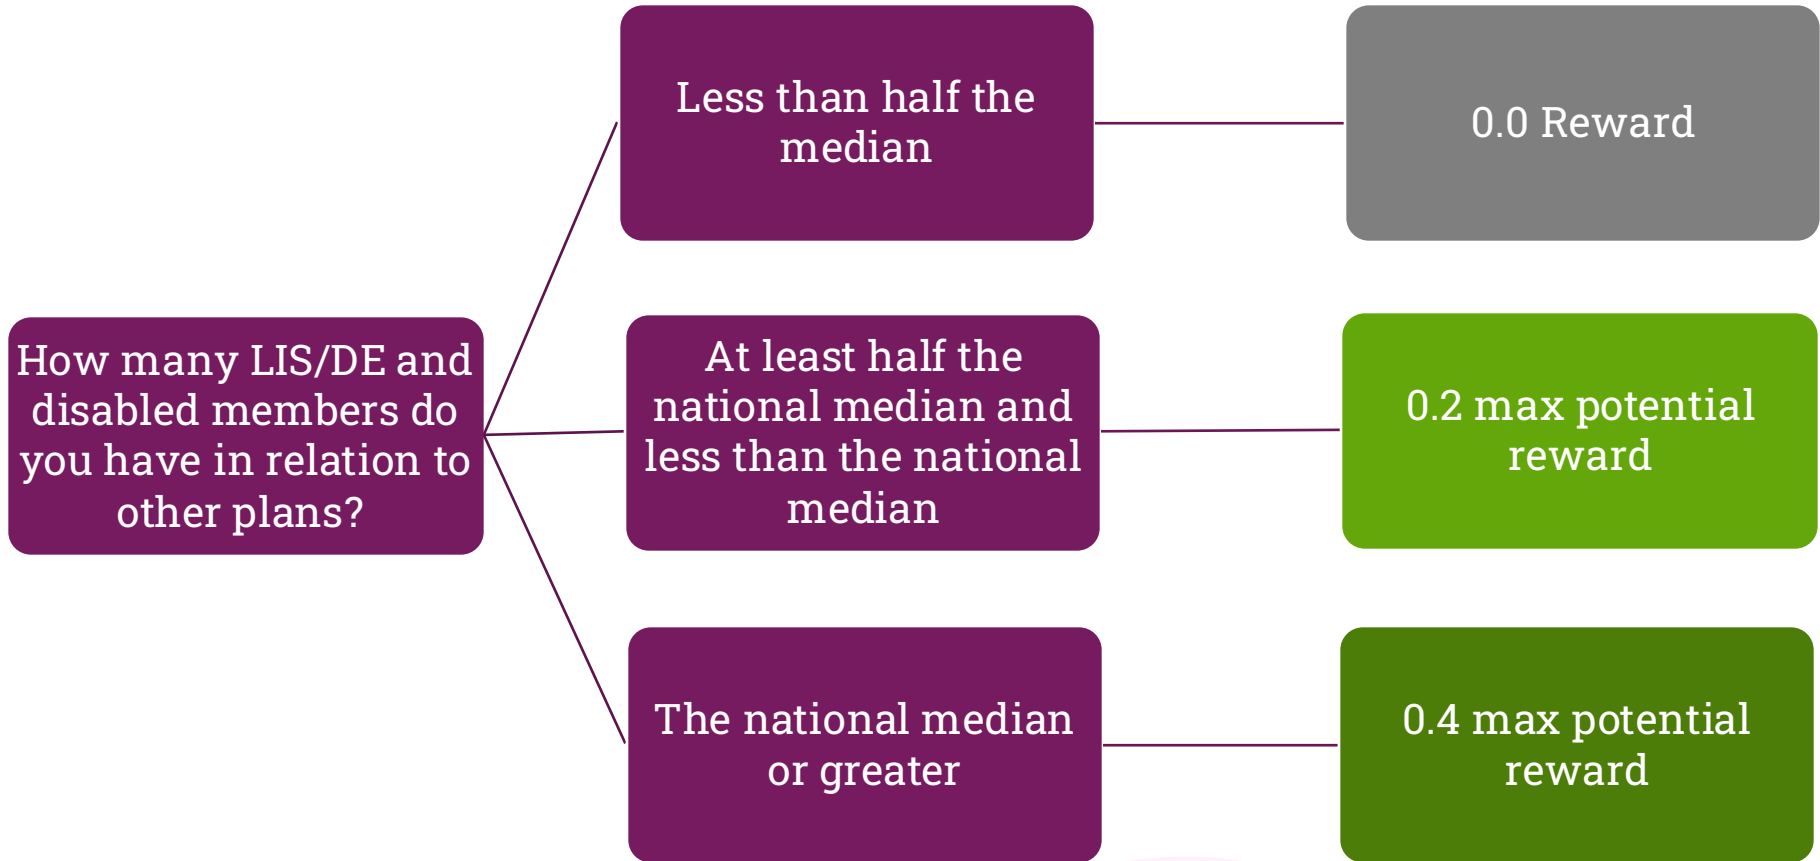 How many LIS/DE and
disabled members do
you have in relation to
other plans?
Less than half the
median
0.0 Reward
At least half the
national median and
less than the national
median
0.2 max potential
reward
The national median
or greater
0.4 max potential
reward